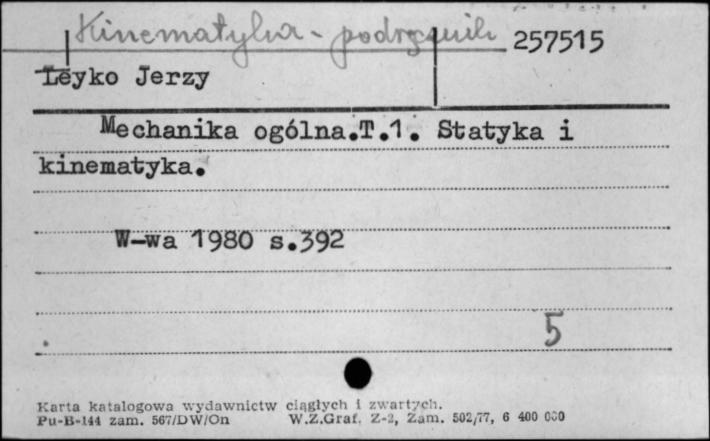 Kinematyka - podręcznik 257515
Leyko Jerzy
Mechanika ogólna.T.1. Statyka i
kinematyka.
W-wa 1980 s.392
5
Karta katalogowa wydawnictw ciągłych i zwartych.
Pu-B-144 zam. 567/DW/On W.Z.Graf. Z-2, Zam. 502/77, 6 400 000